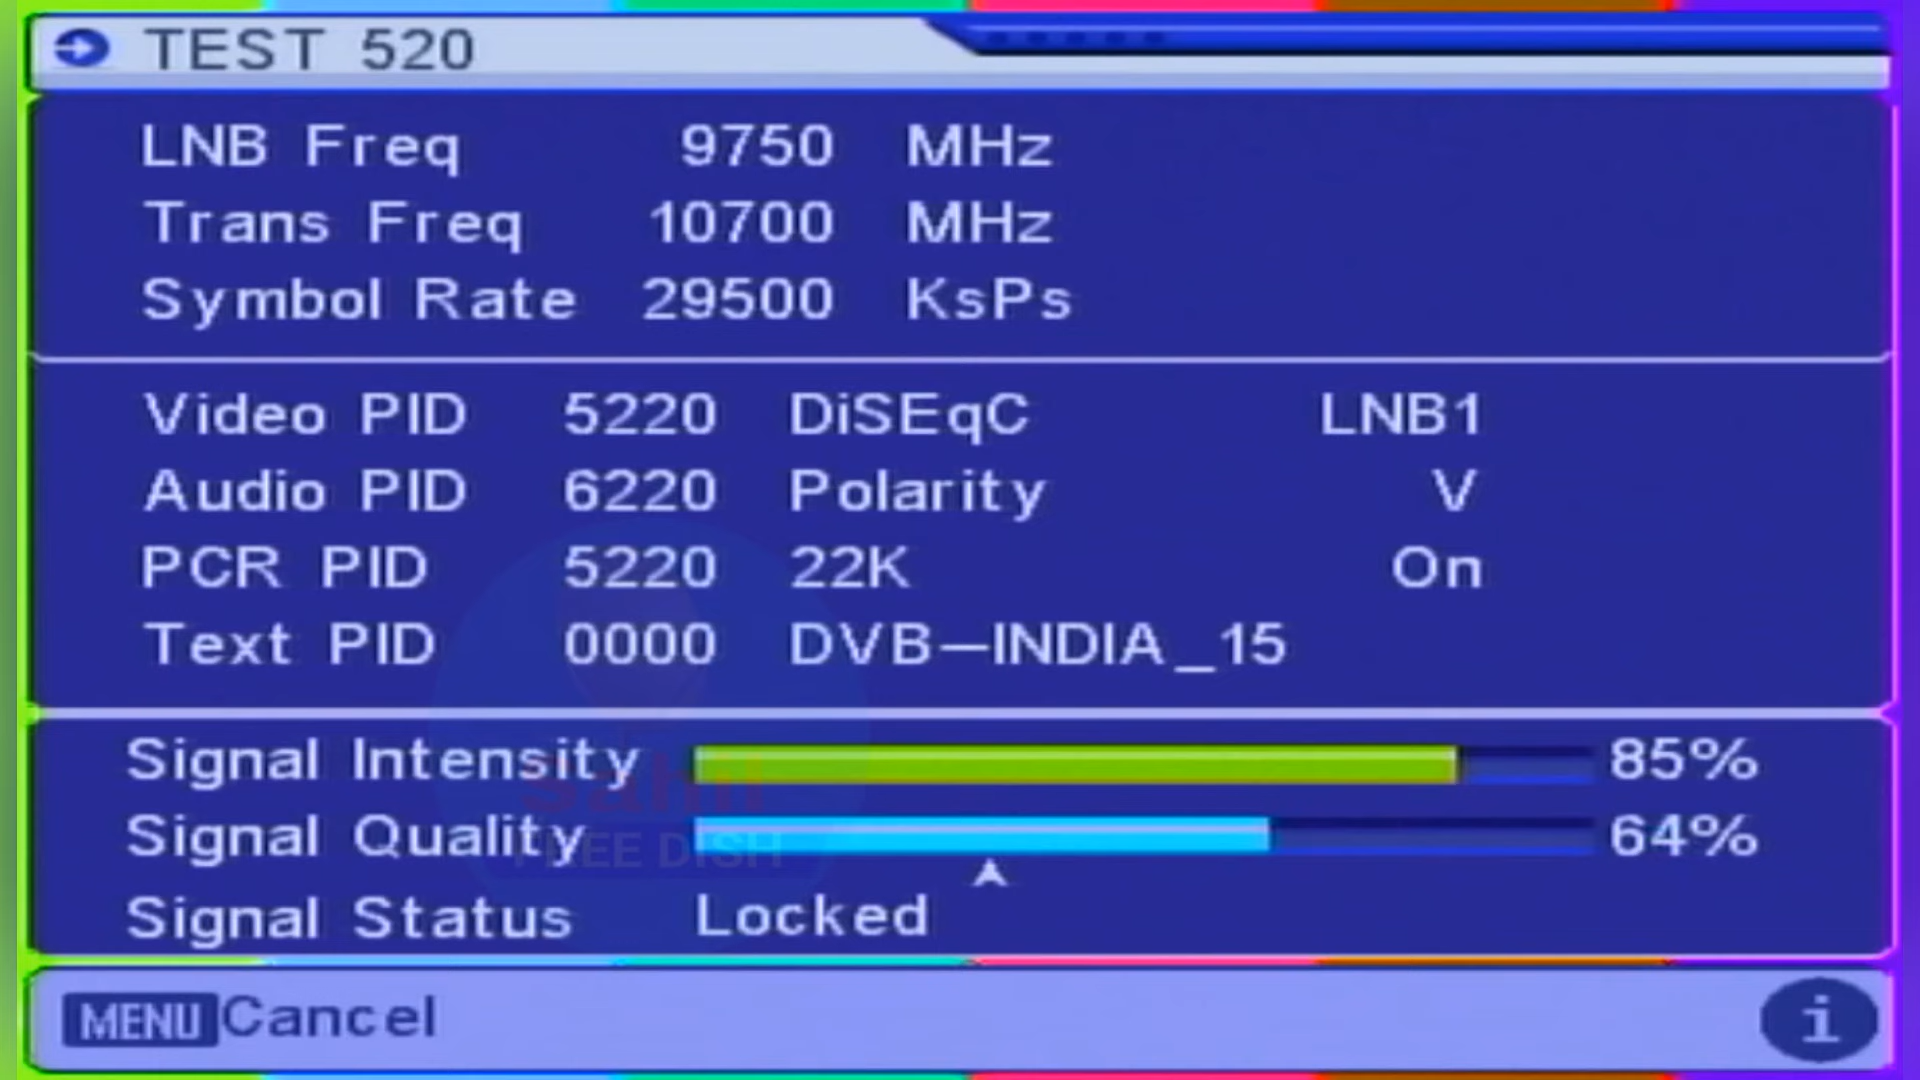 TEST 520
LNB Freq 9750 MHz
Trans Freq 10700 MHz
Symbol Rate 29500 KsPs
Video PID 5220 DiSEqC LNB1
Audio PID 6220 Polarity V
PCR PID 5220 22K On
Text PID 0000 DVB-INDIA_15
Signal Intensity 85%
Signal Quality 64%
FREE DISH
Signal Status Locked
MENU Cancel
i